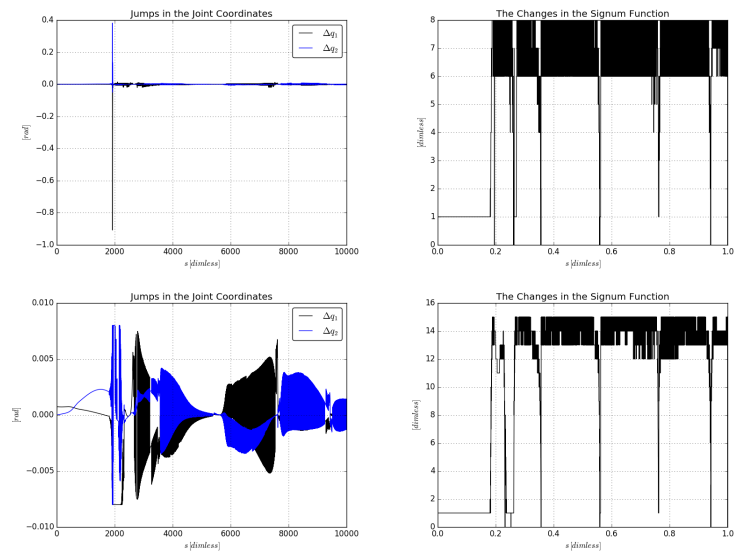 Jumps in the Joint Coordinates
0.4
0.2
0.0
−0.2
−0.4
−0.6
−0.8
−1.0
[rad]
Δq1
Δq2
0 2000 4000 6000 8000 10000
s [dimless]
The Changes in the Signum Function
8
7
6
5
4
3
2
1
0
[dimless]
0.0 0.2 0.4 0.6 0.8 1.0
s [dimless]
Jumps in the Joint Coordinates
0.010
0.005
0.000
−0.005
−0.010
[rad]
Δq1
Δq2
0 2000 4000 6000 8000 10000
s [dimless]
The Changes in the Signum Function
16
14
12
10
8
6
4
2
0
[dimless]
0.0 0.2 0.4 0.6 0.8 1.0
s [dimless]